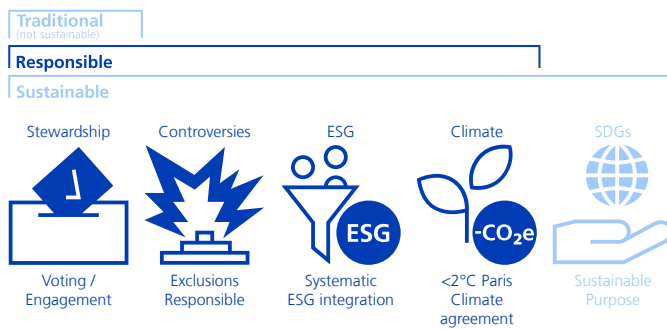 Traditional
(not sustainable)
Responsible
Sustainable
Stewardship
Controversies
ESG
Climate
SDGs
ESG
-CO₂e
Voting /
Engagement
Exclusions
Responsible
Systematic
ESG integration
<2°C Paris
Climate
agreement
Sustainable
Purpose